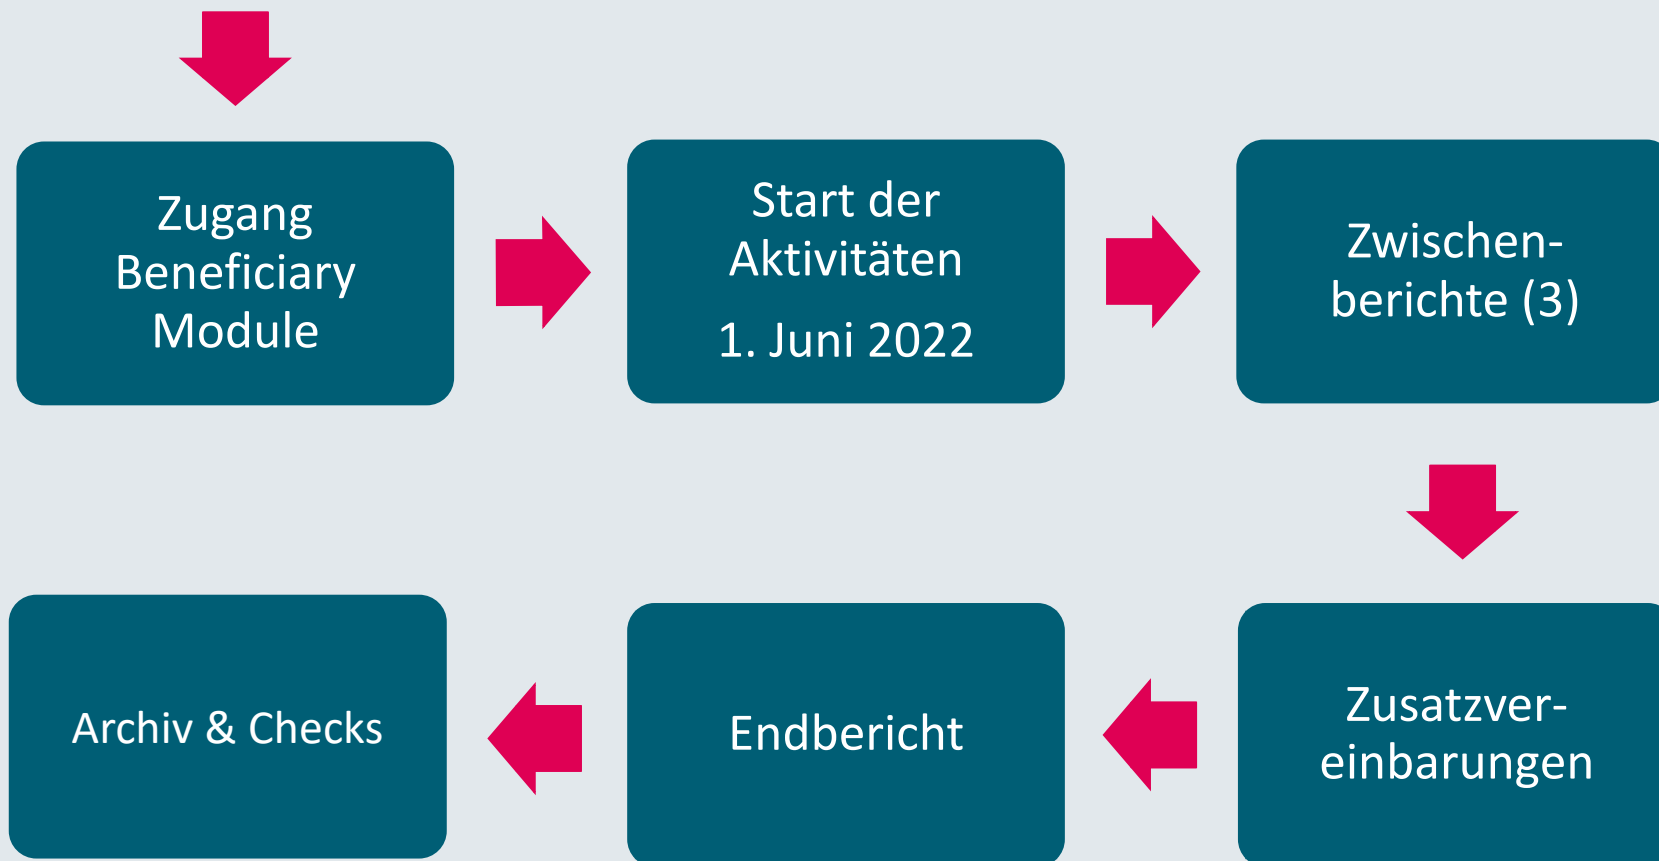 Zugang
Beneficiary
Module
Start der
Aktivitäten
1. Juni 2022
Zwischen-
berichte (3)
Zusatzver-
einbarungen
Endbericht
Archiv & Checks